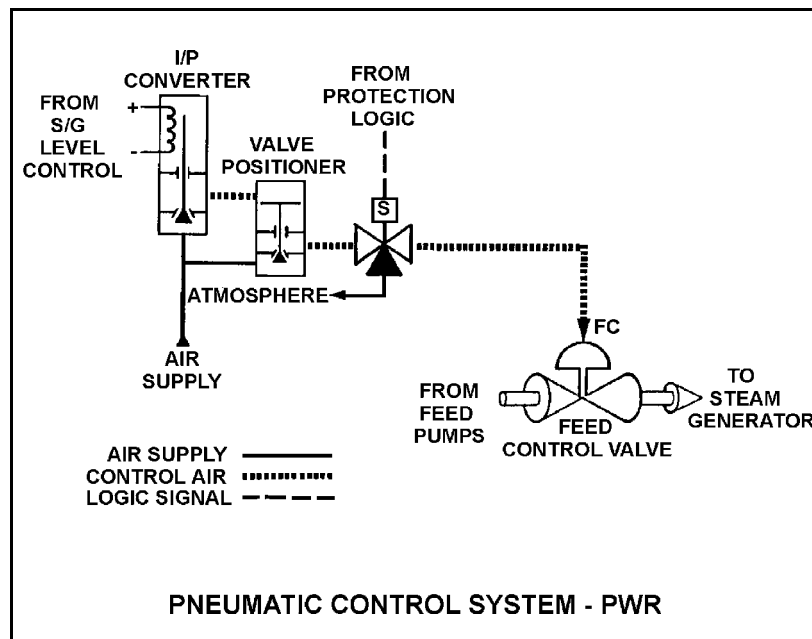 I/P
CONVERTER
FROM
S/G
LEVEL
CONTROL
+
-
VALVE
POSITIONER
FROM
PROTECTION
LOGIC
S
ATMOSPHERE
AIR
SUPPLY
FC
FROM
FEED
PUMPS
FEED
CONTROL VALVE
TO
STEAM
GENERATOR
AIR SUPPLY
CONTROL AIR
LOGIC SIGNAL
PNEUMATIC CONTROL SYSTEM - PWR